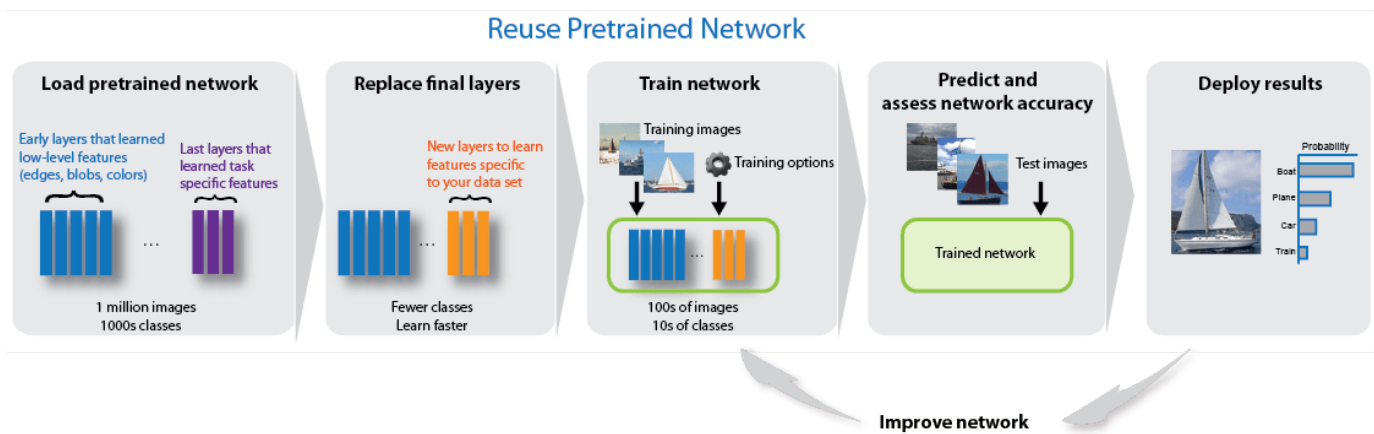 Reuse Pretrained Network
Load pretrained network
Early layers that learned
low-level features
(edges, blobs, colors)
Last layers that
learned task
specific features
...
1 million images
1000s classes
Replace final layers
New layers to learn
features specific
to your data set
...
Fewer classes
Learn faster
Train network
Training images
Training options
...
100s of images
10s of classes
Predict and
assess network accuracy
Test images
Trained network
Deploy results
Probability
Boat
Plane
Car
Train
Improve network